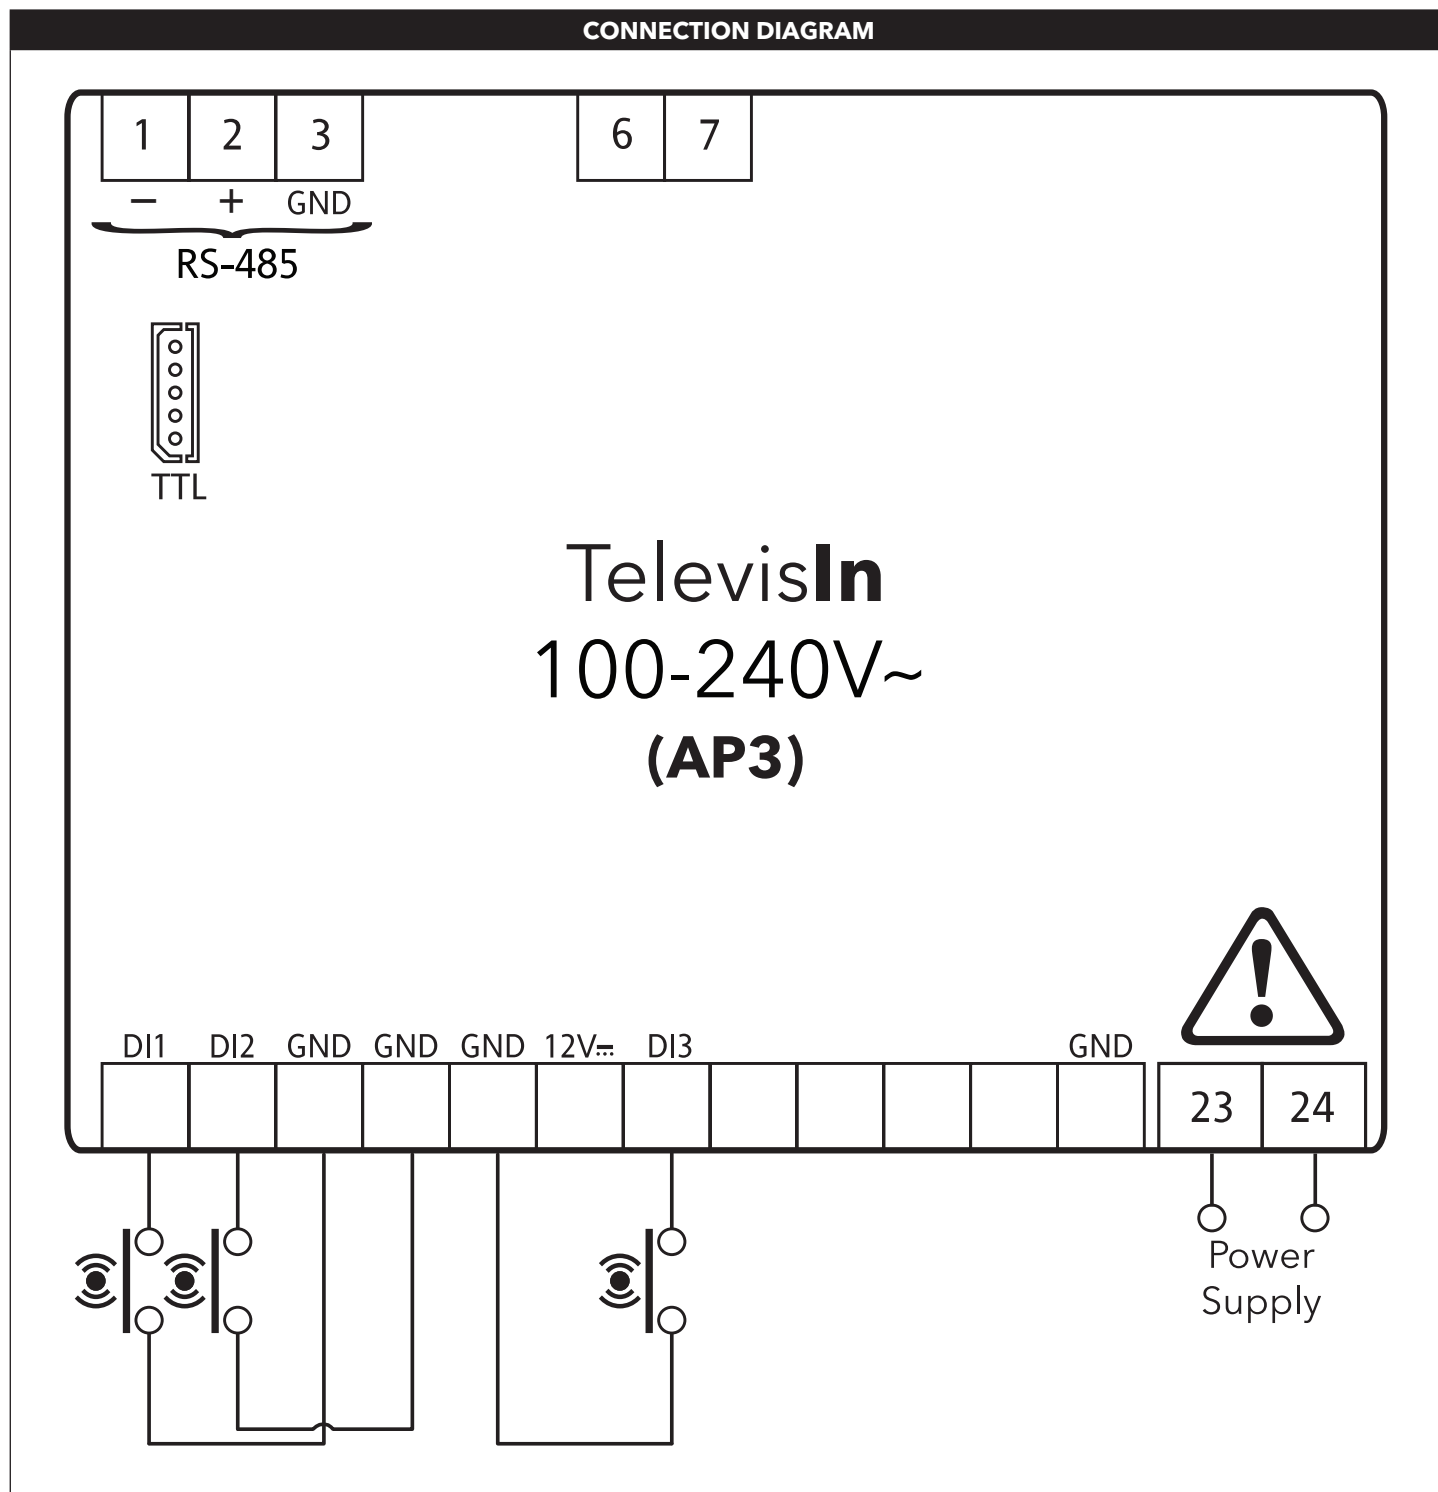 CONNECTION DIAGRAM
1 2 3 6 7
− + GND
RS-485
TTL
TelevisIn
100-240V~
(AP3)
DI1 DI2 GND GND GND 12V⎓ DI3 GND
23 24
Power
Supply